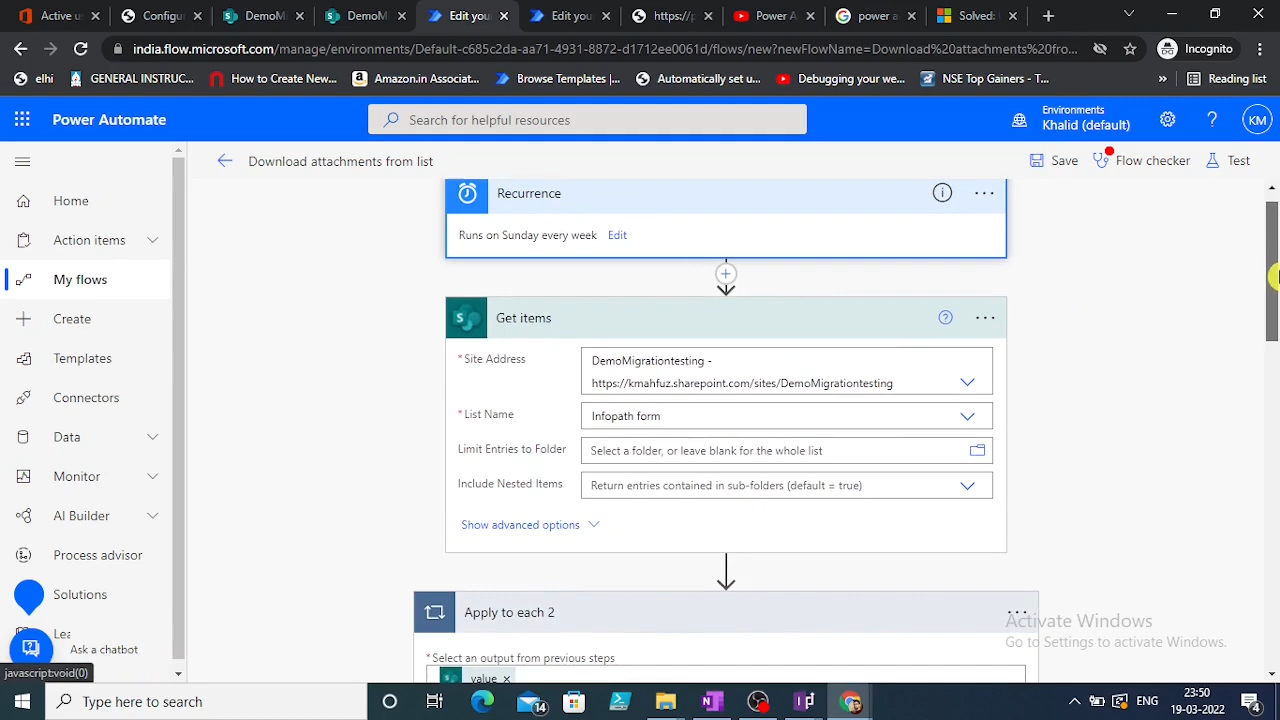 Active us
Configur
DemoMi
DemoMi
Edit you
Edit you
https://p
Power A
power a
Solved:
india.flow.microsoft.com/manage/environments/Default-c685c2da-aa71-4931-8872-d1712ee0061d/flows/new?newFlowName=Download%20attachments%20fro...
Incognito
elhi
GENERAL INSTRUC...
How to Create New...
Amazon.in Associat...
Browse Templates |...
Automatically set u...
Debugging your we...
NSE Top Gainers - T...
»
Reading list
Power Automate
Search for helpful resources
Environments
Khalid (default)
KM
Download attachments from list
Save
Flow checker
Test
Home
Action items
My flows
Create
Templates
Connectors
Data
Monitor
AI Builder
Process advisor
Solutions
Lea
Ask a chatbot
javascript:void(0)
Recurrence
Runs on Sunday every week Edit
Get items
* Site Address
DemoMigrationtesting -
https://kmahfuz.sharepoint.com/sites/DemoMigrationtesting
* List Name
Infopath form
Limit Entries to Folder
Select a folder, or leave blank for the whole list
Include Nested Items
Return entries contained in sub-folders (default = true)
Show advanced options
Apply to each 2
* Select an output from previous steps
value ×
Activate Windows
Go to Settings to activate Windows.
Type here to search
14
ENG
23:50
19-03-2022
4